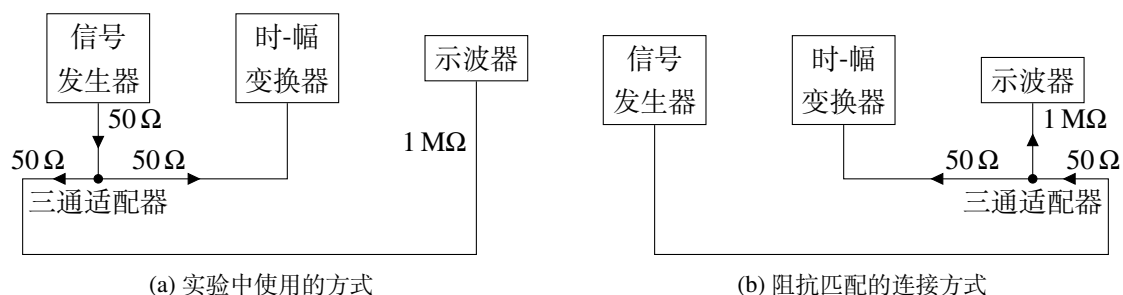 信号
发生器
时-幅
变换器
示波器
50 Ω
50 Ω
50 Ω
1 MΩ
三通适配器
(a) 实验中使用的方式
信号
发生器
时-幅
变换器
示波器
1 MΩ
50 Ω
50 Ω
三通适配器
(b) 阻抗匹配的连接方式